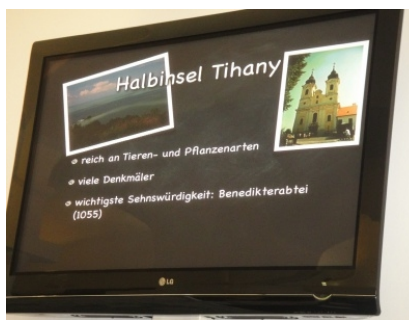 Halbinsel Tihany
reich an Tieren- und Pflanzenarten
viele Denkmäler
wichtigste Sehnswürdigkeit: Benedikterabtei
(1055)
LG